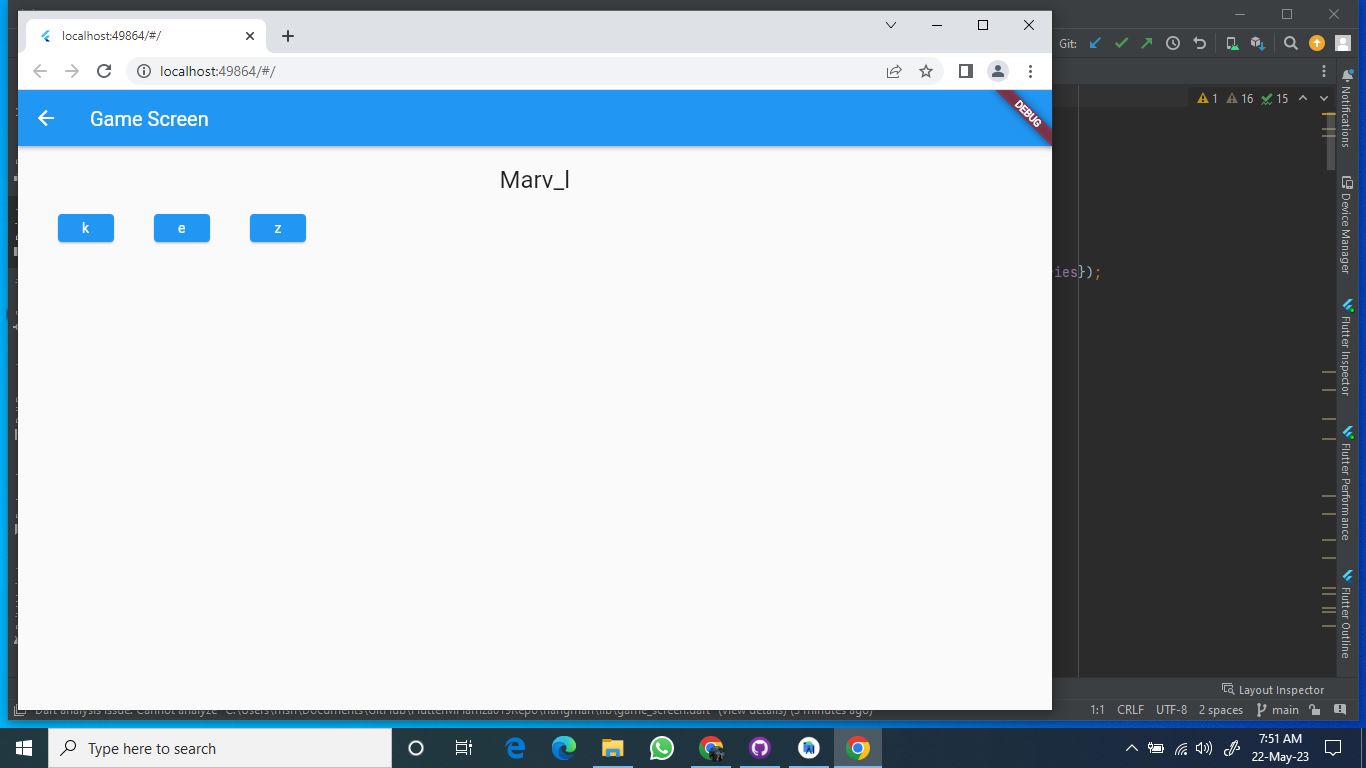 localhost:49864/#/
Git:
localhost:49864/#/
Game Screen
DEBUG
1 16 15
Marv_l
k e z
ies});
Notifications
Device Manager
Flutter Inspector
Flutter Performance
Flutter Outline
Layout Inspector
Dart analysis issue: Cannot analyze
(view details) (3 minutes ago)
1:1 CRLF UTF-8 2 spaces main
Type here to search
7:51 AM
22-May-23